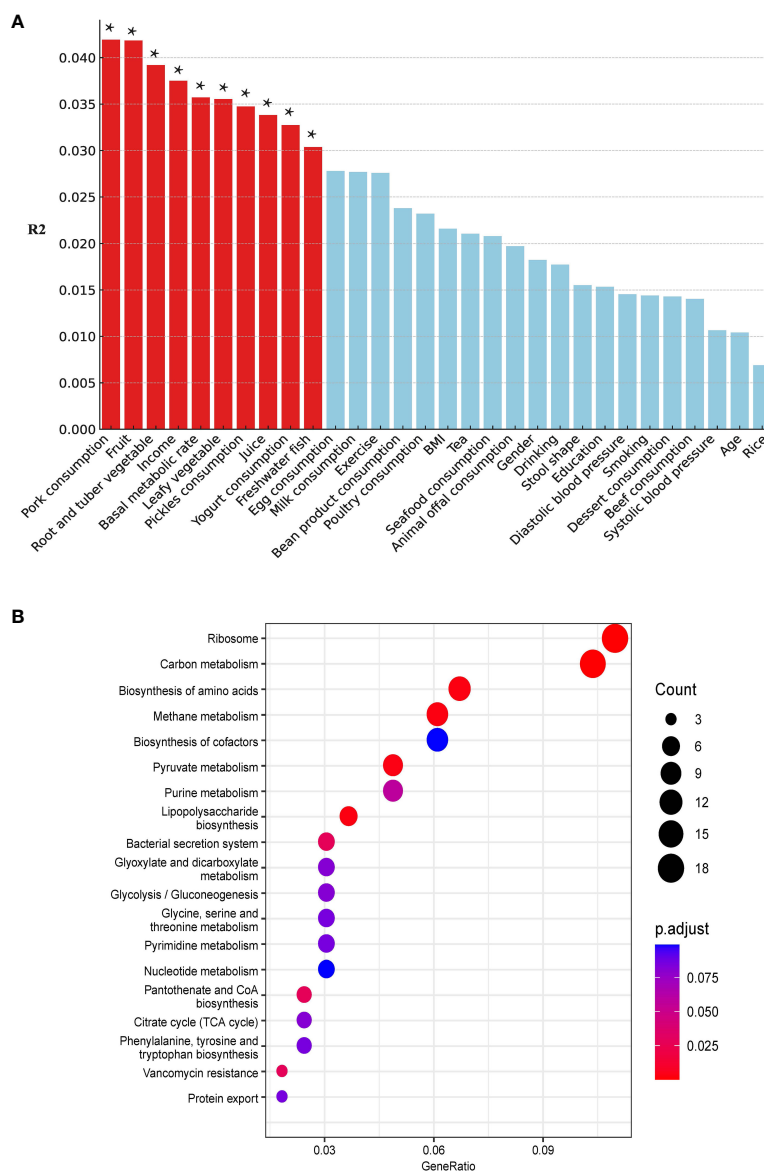 A
* * * * * * * * * *
0.040
0.035
0.030
0.025
R2
0.020
0.015
0.010
0.005
0.000
Pork consumption
Fruit
Root and tuber vegetable
Income
Basal metabolic rate
Leafy vegetable
Pickles consumption
Juice
Yogurt consumption
Freshwater fish
Egg consumption
Milk consumption
Exercise
Bean product consumption
Poultry consumption
BMI
Tea
Seafood consumption
Animal offal consumption
Gender
Drinking
Stool shape
Education
Diastolic blood pressure
Smoking
Dessert consumption
Beef consumption
Systolic blood pressure
Age
Rice
B
Ribosome
Carbon metabolism
Biosynthesis of amino acids
Methane metabolism
Biosynthesis of cofactors
Pyruvate metabolism
Purine metabolism
Lipopolysaccharide
biosynthesis
Bacterial secretion system
Glyoxylate and dicarboxylate
metabolism
Glycolysis / Gluconeogenesis
Glycine, serine and
threonine metabolism
Pyrimidine metabolism
Nucleotide metabolism
Pantothenate and CoA
biosynthesis
Citrate cycle (TCA cycle)
Phenylalanine, tyrosine and
tryptophan biosynthesis
Vancomycin resistance
Protein export
0.03
0.06
0.09
GeneRatio
Count
3
6
9
12
15
18
p.adjust
0.075
0.050
0.025